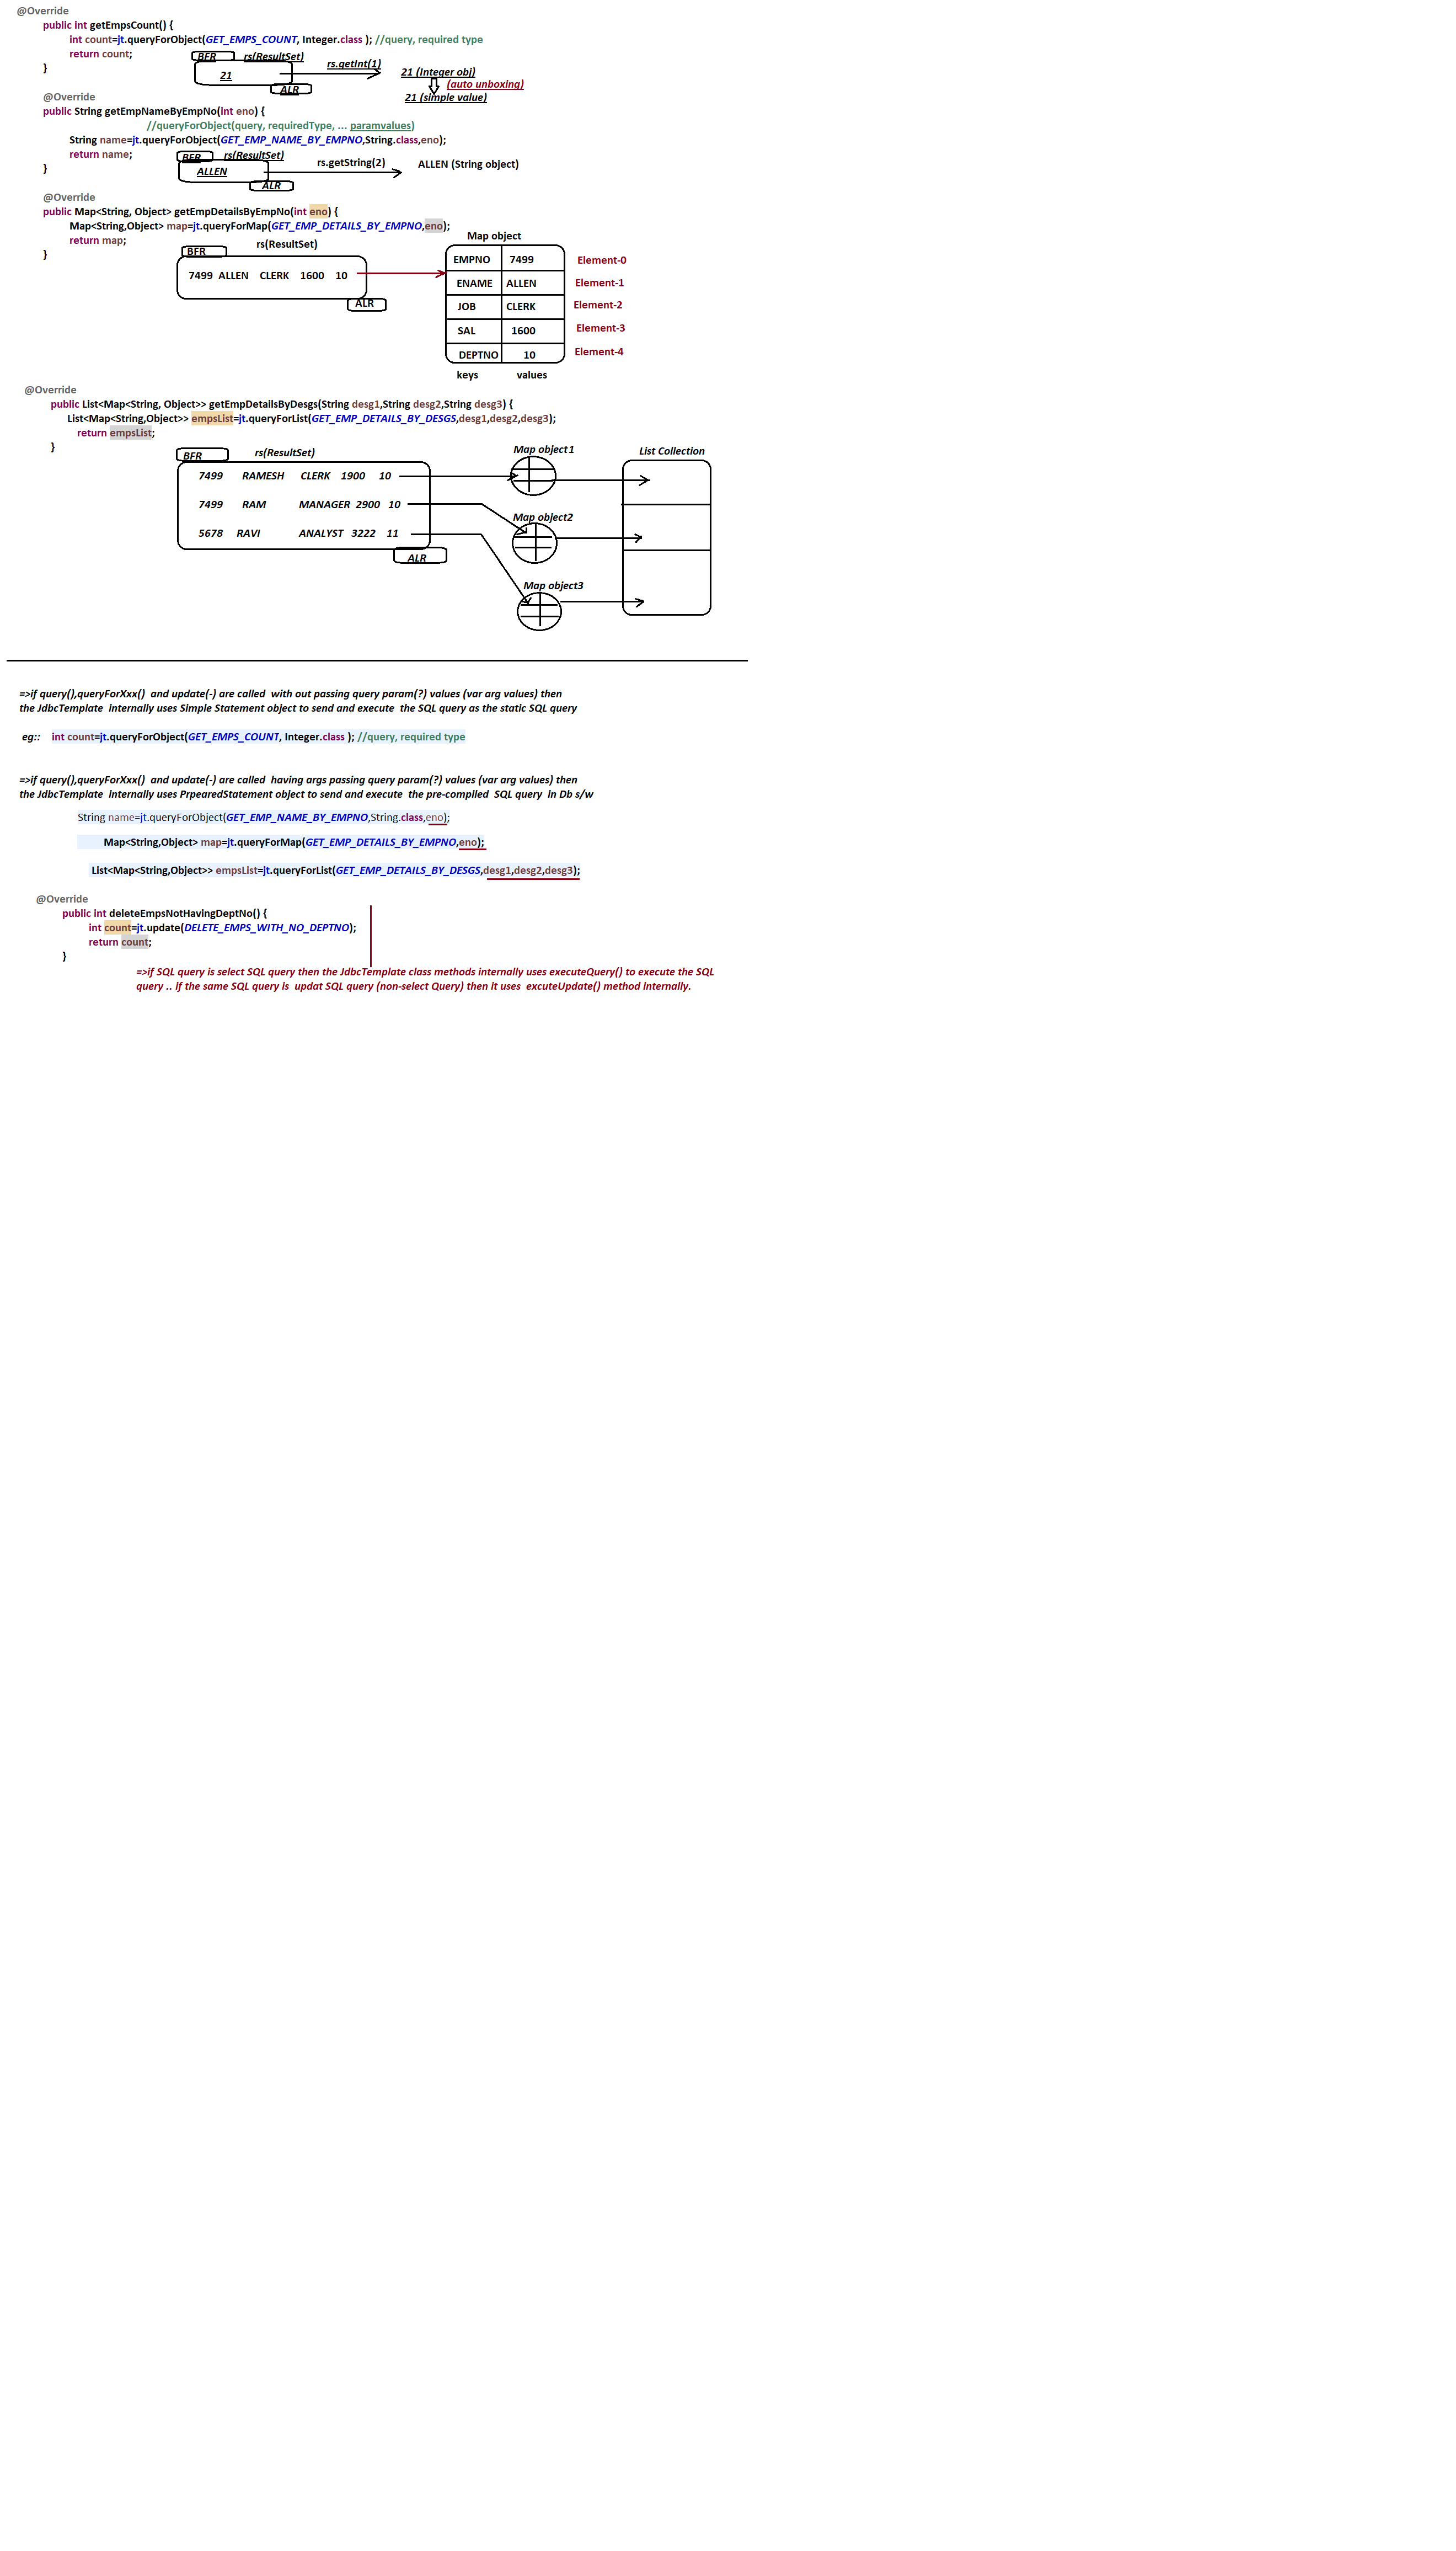 @Override
public int getEmpsCount() {
int count=jt.queryForObject(GET_EMPS_COUNT, Integer.class ); //query, required type
return count;
}
BFR rs(ResultSet)
21
ALR
rs.getInt(1)
21 (Integer obj)
(auto unboxing)
21 (simple value)
@Override
public String getEmpNameByEmpNo(int eno) {
//queryForObject(query, requiredType, ... paramvalues)
String name=jt.queryForObject(GET_EMP_NAME_BY_EMPNO,String.class,eno);
return name;
}
BFR rs(ResultSet)
ALLEN
ALR
rs.getString(2)
ALLEN (String object)
@Override
public Map<String, Object> getEmpDetailsByEmpNo(int eno) {
Map<String,Object> map=jt.queryForMap(GET_EMP_DETAILS_BY_EMPNO,eno);
return map;
}
BFR rs(ResultSet)
7499 ALLEN CLERK 1600 10
ALR
Map object
EMPNO 7499 Element-0
ENAME ALLEN Element-1
JOB CLERK Element-2
SAL 1600 Element-3
DEPTNO 10 Element-4
keys values
@Override
public List<Map<String, Object>> getEmpDetailsByDesgs(String desg1,String desg2,String desg3) {
List<Map<String,Object>> empsList=jt.queryForList(GET_EMP_DETAILS_BY_DESGS,desg1,desg2,desg3);
return empsList;
}
BFR rs(ResultSet)
7499 RAMESH CLERK 1900 10
7499 RAM MANAGER 2900 10
5678 RAVI ANALYST 3222 11
ALR
Map object1
Map object2
Map object3
List Collection
=>if query(),queryForXxx() and update(-) are called with out passing query param(?) values (var arg values) then
the JdbcTemplate internally uses Simple Statement object to send and execute the SQL query as the static SQL query
eg:: int count=jt.queryForObject(GET_EMPS_COUNT, Integer.class ); //query, required type
=>if query(),queryForXxx() and update(-) are called having args passing query param(?) values (var arg values) then
the JdbcTemplate internally uses PrpearedStatement object to send and execute the pre-compiled SQL query in Db s/w
String name=jt.queryForObject(GET_EMP_NAME_BY_EMPNO,String.class,eno);
Map<String,Object> map=jt.queryForMap(GET_EMP_DETAILS_BY_EMPNO,eno);
List<Map<String,Object>> empsList=jt.queryForList(GET_EMP_DETAILS_BY_DESGS,desg1,desg2,desg3);
@Override
public int deleteEmpsNotHavingDeptNo() {
int count=jt.update(DELETE_EMPS_WITH_NO_DEPTNO);
return count;
}
=>if SQL query is select SQL query then the JdbcTemplate class methods internally uses executeQuery() to execute the SQL
query .. if the same SQL query is updat SQL query (non-select Query) then it uses excuteUpdate() method internally.